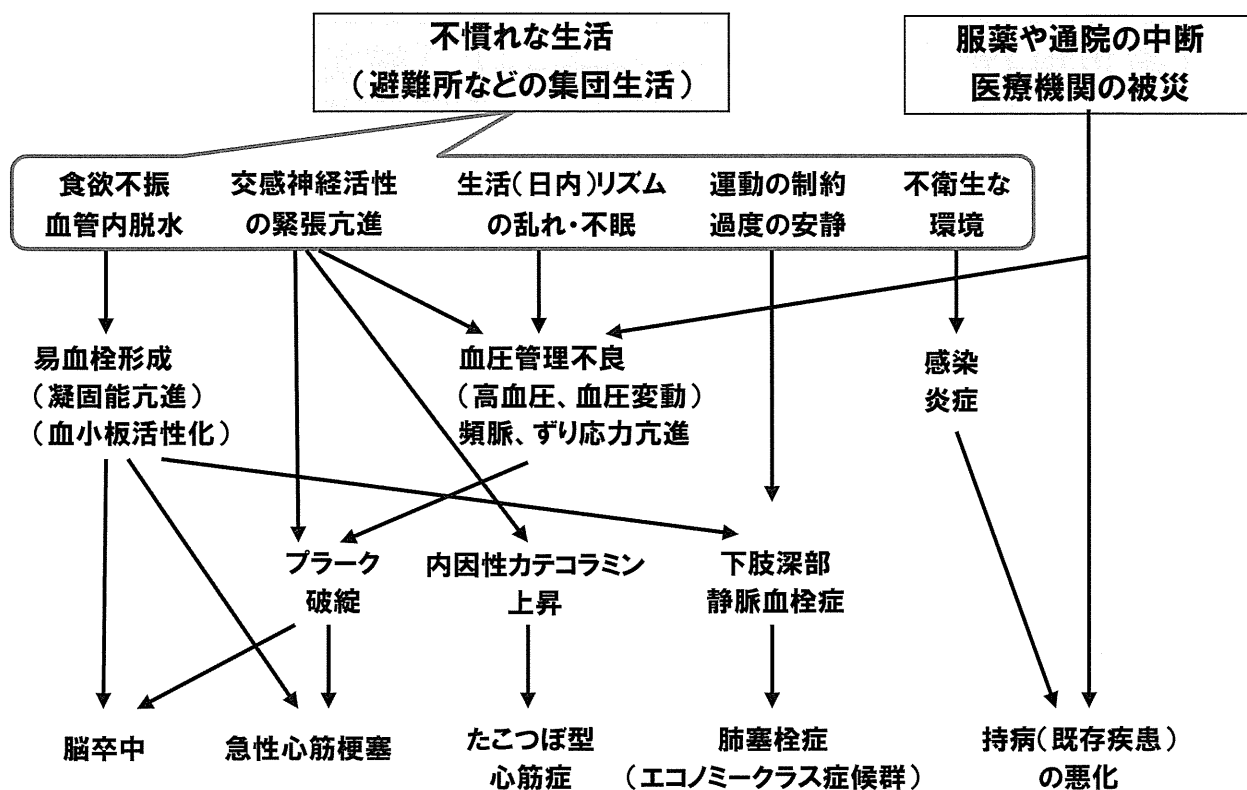 不慣れな生活
（避難所などの集団生活）
服薬や通院の中断
医療機関の被災
食欲不振
血管内脱水
交感神経活性
の緊張亢進
生活（日内）リズム
の乱れ・不眠
運動の制約
過度の安静
不衛生な
環境
易血栓形成
（凝固能亢進）
（血小板活性化）
血圧管理不良
（高血圧、血圧変動）
頻脈、ずり応力亢進
感染
炎症
プラーク
破綻
内因性カテコラミン
上昇
下肢深部
静脈血栓症
脳卒中
急性心筋梗塞
たこつぼ型
心筋症
肺塞栓症
（エコノミークラス症候群）
持病（既存疾患）
の悪化